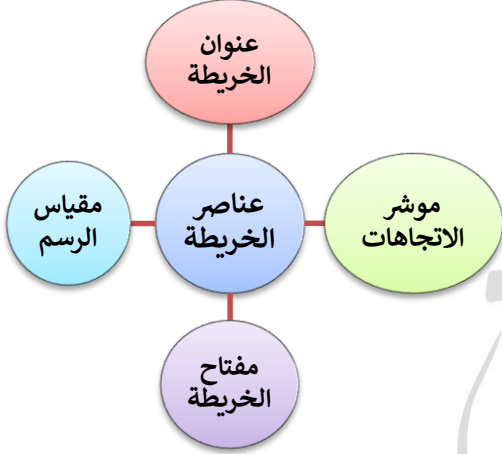 عنوان
الخريطة
موشر
الاتجاهات
عناصر
الخريطة
مقياس
الرسم
مفتاح
الخريطة